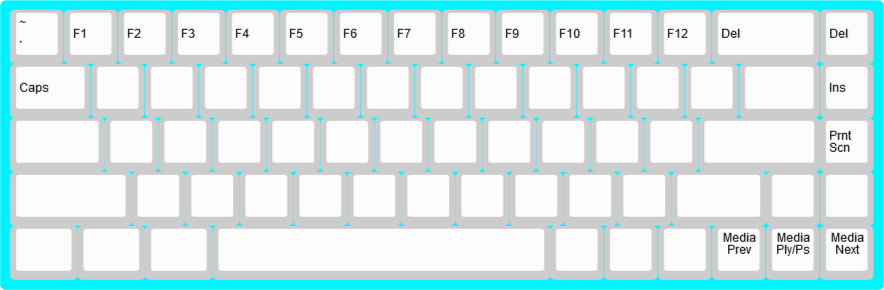 ~
`
F1
F2
F3
F4
F5
F6
F7
F8
F9
F10
F11
F12
Del
Del
Caps
Ins
Prnt
Scn
Media
Prev
Media
Ply/Ps
Media
Next